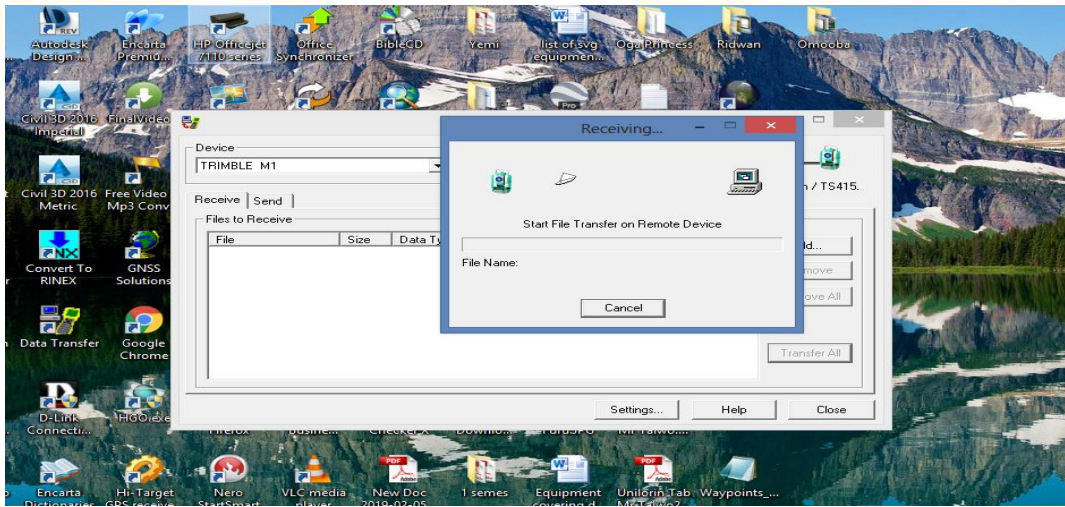 REV
Autodesk Design ...
Encarta Premiu...
HP Officejet 7110 series
Office Synchronizer
BibleCD
Yemi
list of svg equipmen...
Oga Princess
Ridwan
Omooba
Civil 3D 2016 Imperial
FinalVideo
Pro
Receiving...
Device
TRIMBLE M1
/ TS415.
Receive
Send
Files to Receive
File
Size
Data Ty
Start File Transfer on Remote Device
File Name:
Cancel
Transfer All
Settings...
Help
Close
Civil 3D 2016 Metric
Free Video Mp3 Conv
NX
Convert To RINEX
GNSS Solutions
Data Transfer
Google Chrome
D-Link Connecti...
HGO.exe
Encarta Dictionaries
Hi-Target GPS receive
Nero StartSmart
VLC media player
PDF
New Doc 2019-02-05
1 semes
Equipment covering d
PDF
Unilorin Tab
Waypoints_...